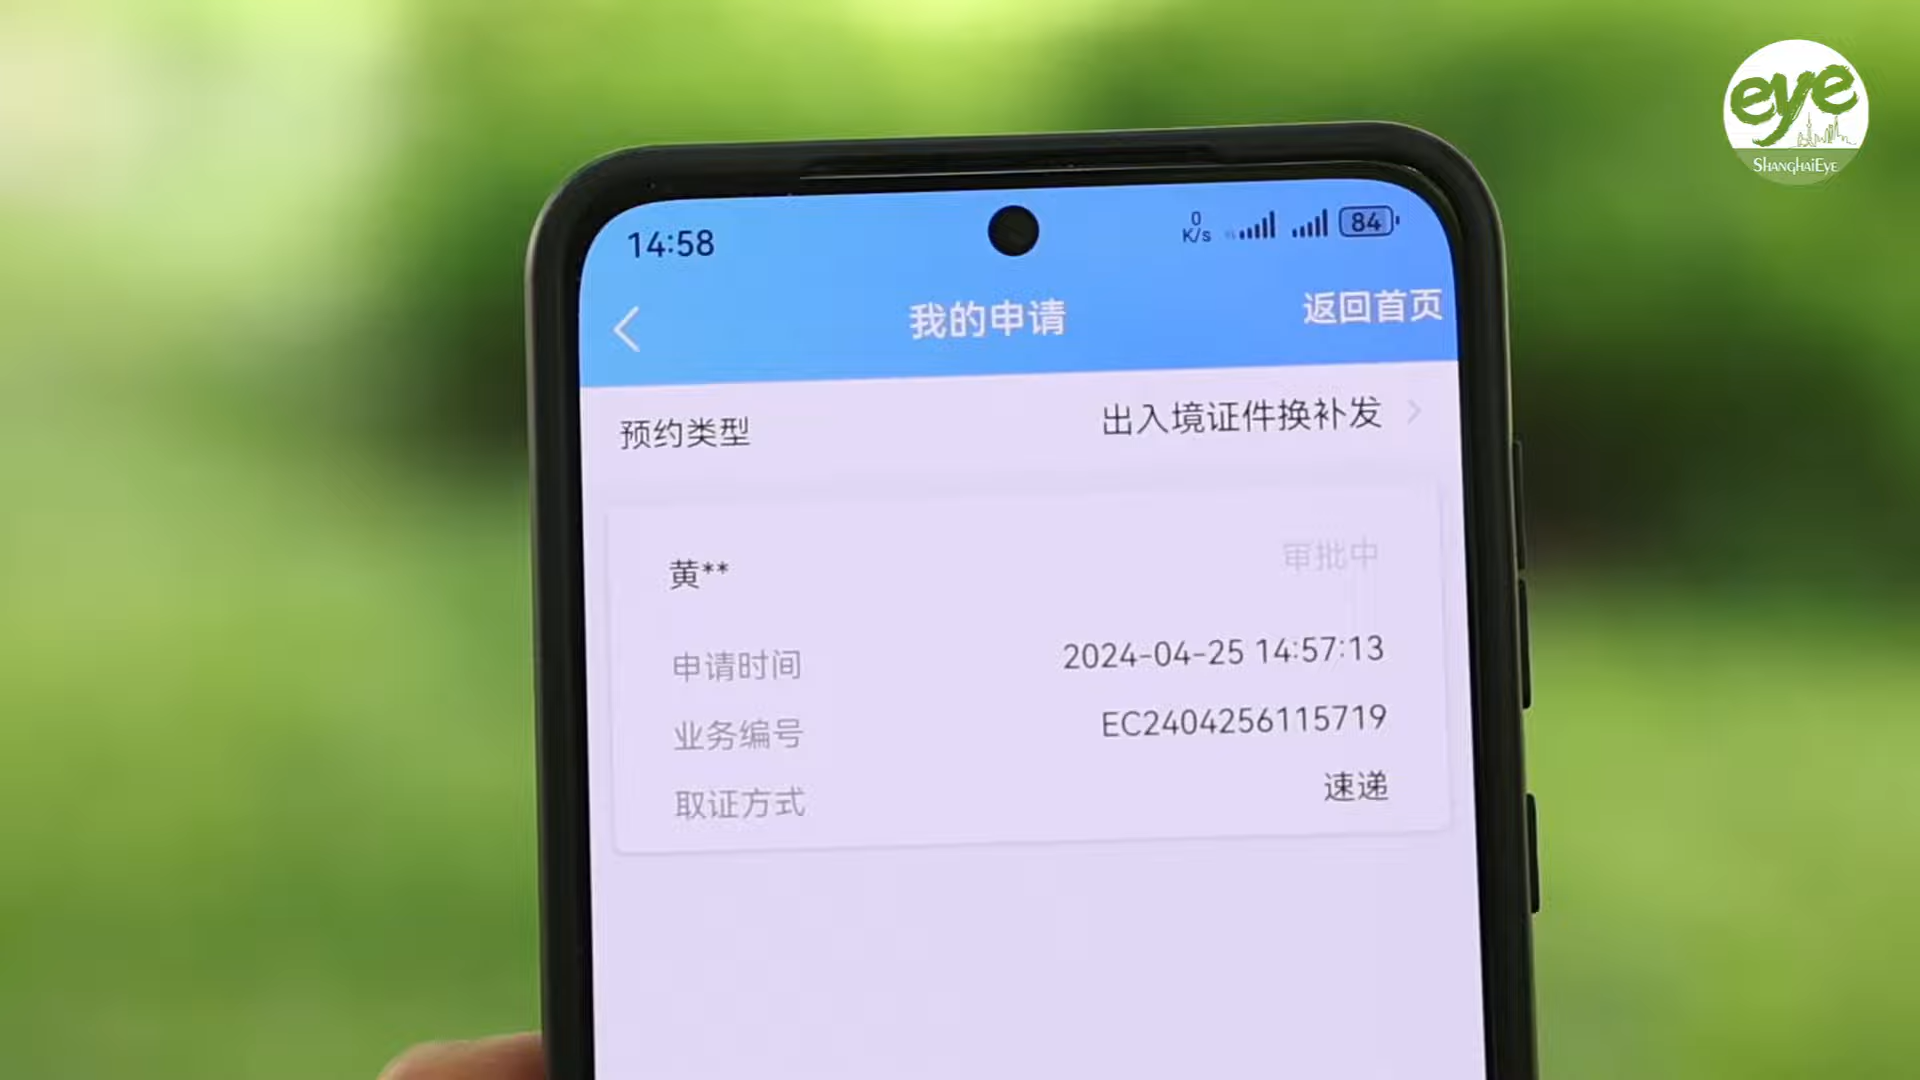 eye
SHANGHAIEYE
14:58
0
K/s
84
我的申请
返回首页
预约类型
出入境证件换补发
黄**
审批中
申请时间
2024-04-25 14:57:13
业务编号
EC2404256115719
取证方式
速递